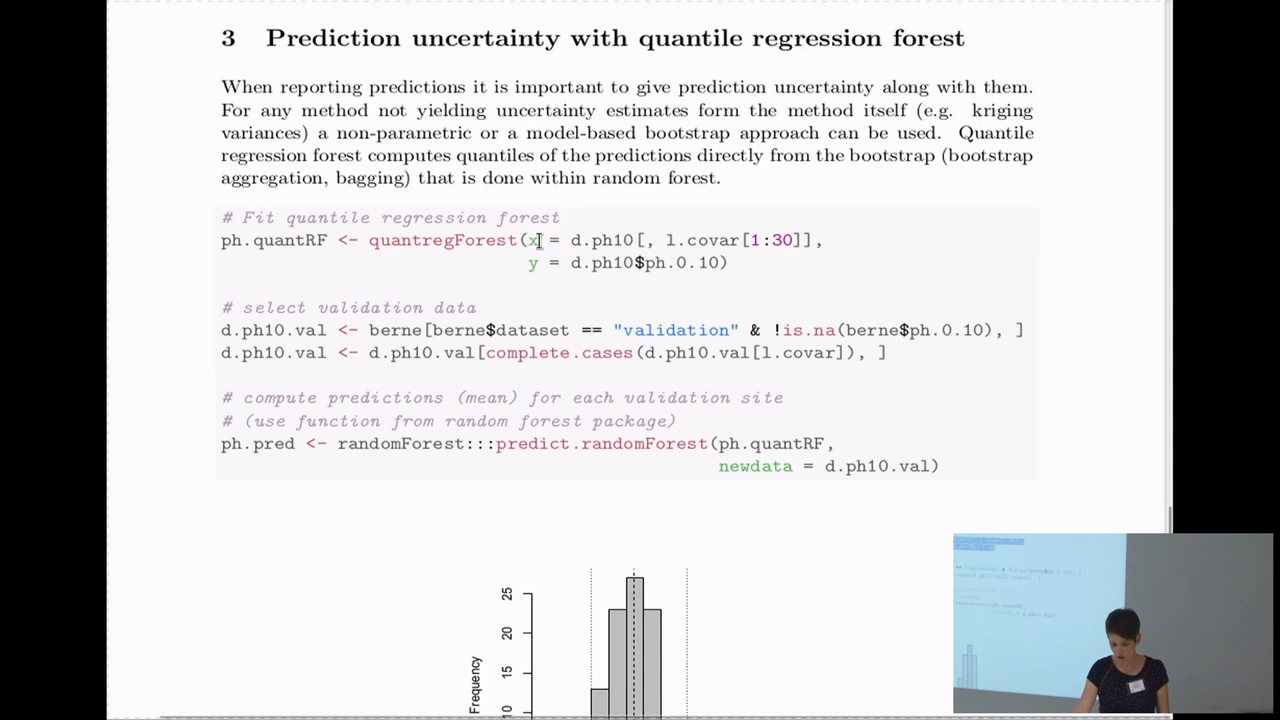 3 Prediction uncertainty with quantile regression forest
When reporting predictions it is important to give prediction uncertainty along with them.
For any method not yielding uncertainty estimates form the method itself (e.g. kriging
variances) a non-parametric or a model-based bootstrap approach can be used. Quantile
regression forest computes quantiles of the predictions directly from the bootstrap (bootstrap
aggregation, bagging) that is done within random forest.
# Fit quantile regression forest
ph.quantRF <- quantregForest(x = d.ph10[, l.covar[1:30]],
y = d.ph10$ph.0.10)
# select validation data
d.ph10.val <- berne[berne$dataset == "validation" & !is.na(berne$ph.0.10), ]
d.ph10.val <- d.ph10.val[complete.cases(d.ph10.val[l.covar]), ]
# compute predictions (mean) for each validation site
# (use function from random forest package)
ph.pred <- randomForest:::predict.randomForest(ph.quantRF,
newdata = d.ph10.val)
25
20
15
10
Frequency